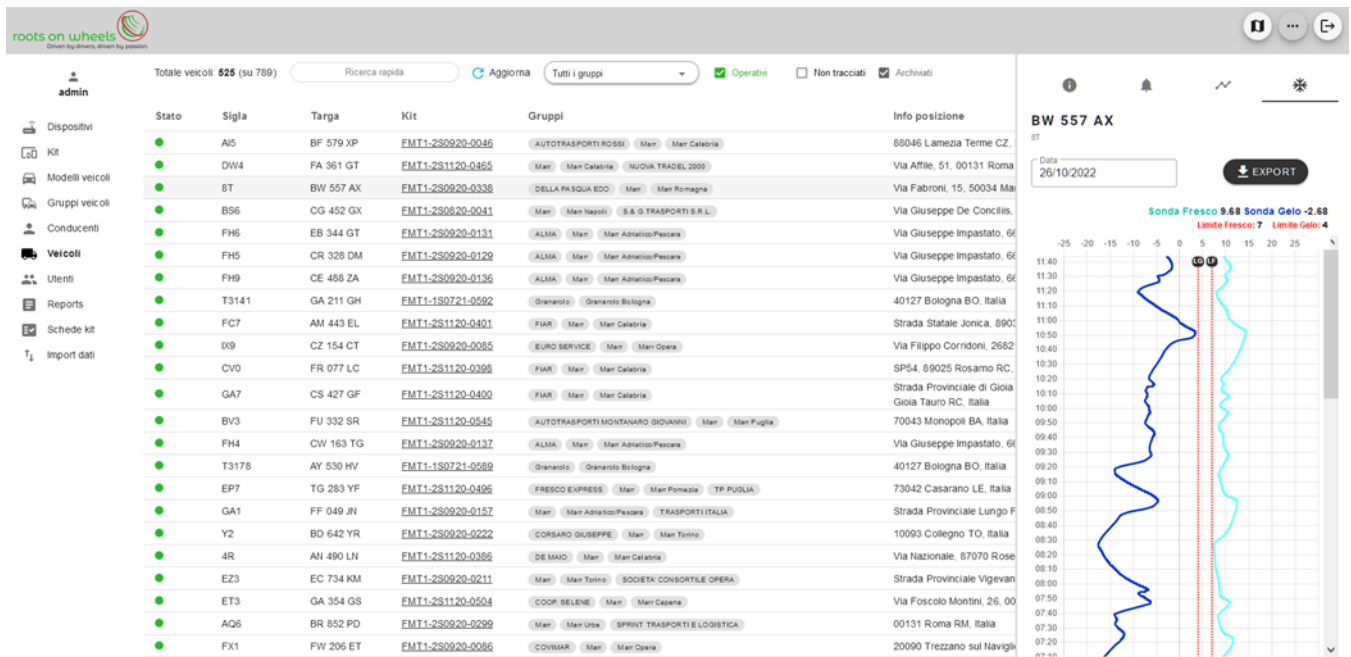 roots on wheels
Driven by drivers, driven by passion.
admin
Dispositivi
Kit
Modelli veicoli
Gruppi veicoli
Conducenti
Veicoli
Utenti
Reports
Schede kit
Import dati
Totale veicoli: 525 (su 789) Ricerca rapida Aggiorna Tutti i gruppi Operativi Non tracciati Archiviati
Stato Sigla Targa Kit Gruppi Info posizione
AI5 BF 579 XP FMT1-2S0920-0046 AUTOTRASPORTI ROSSI Marr Marr Calabria 88046 Lamezia Terme CZ,
DW4 FA 361 GT FMT1-2S1120-0465 Marr Marr Calabria NUOVA TRADEL 2000 Via Affile, 51, 00131 Roma
8T BW 557 AX FMT1-2S0920-0338 DELLA PASQUA EDO Marr Marr Romagna Via Fabroni, 15, 50034 Mar
BS6 CG 452 GX FMT1-2S0820-0041 Marr Marr Napoli S.& G.TRASPORTI S.R.L. Via Giuseppe De Conciliis,
FH6 EB 344 GT FMT1-2S0920-0131 ALMA Marr Marr Adriatico/Pescara Via Giuseppe Impastato, 66
FH5 CR 328 DM FMT1-2S0920-0129 ALMA Marr Marr Adriatico/Pescara Via Giuseppe Impastato, 66
FH9 CE 488 ZA FMT1-2S0920-0136 ALMA Marr Marr Adriatico/Pescara Via Giuseppe Impastato, 66
T3141 GA 211 GH FMT1-1S0721-0592 Granarolo Granarolo Bologna 40127 Bologna BO, Italia
FC7 AM 443 EL FMT1-2S1120-0401 FIAR Marr Marr Calabria Strada Statale Jonica, 8903
IX9 CZ 154 CT FMT1-2S0920-0085 EURO SERVICE Marr Marr Opera Via Filippo Corridoni, 2682
CV0 FR 077 LC FMT1-2S1120-0398 FIAR Marr Marr Calabria SP54, 89025 Rosarno RC,
GA7 CS 427 GF FMT1-2S1120-0400 FIAR Marr Marr Calabria Strada Provinciale di Gioia
Gioia Tauro RC, Italia
BV3 FU 332 SR FMT1-2S1120-0545 AUTOTRASPORTI MONTANARO GIOVANNI Marr Marr Puglia 70043 Monopoli BA, Italia
FH4 CW 163 TG FMT1-2S0920-0137 ALMA Marr Marr Adriatico/Pescara Via Giuseppe Impastato, 66
T3178 AY 530 HV FMT1-1S0721-0589 Granarolo Granarolo Bologna 40127 Bologna BO, Italia
EP7 TG 283 YF FMT1-2S1120-0496 FRESCO EXPRESS Marr Marr Pomezia TP PUGLIA 73042 Casarano LE, Italia
GA1 FF 049 JN FMT1-2S0920-0157 Marr Marr Adriatico/Pescara TRASPORTI ITALIA Strada Provinciale Lungo F
Y2 BD 642 YR FMT1-2S0920-0222 CORSARO GIUSEPPE Marr Marr Torino 10093 Collegno TO, Italia
4R AN 490 LN FMT1-2S1120-0386 DE MAIO Marr Marr Calabria Via Nazionale, 87070 Rose
EZ3 EC 734 KM FMT1-2S0920-0211 Marr Marr Torino SOCIETA' CONSORTILE OPERA Strada Provinciale Vigevan
ET3 GA 354 GS FMT1-2S1120-0504 COOP. SELENE Marr Marr Capena Via Foscolo Montini, 26, 00
AQ6 BR 852 PD FMT1-2S0920-0299 Marr Marr Urbe SPRINT TRASPORTI E LOGISTICA 00131 Roma RM, Italia
FX1 FW 206 ET FMT1-2S0920-0086 COVIMAR Marr Marr Opera 20090 Trezzano sul Navigli
BW 557 AX
8T
Data
26/10/2022
EXPORT
Sonda Fresco 9.68 Sonda Gelo -2.68
Limite Fresco: 7 Limite Gelo: 4
-25 -20 -15 -10 -5 0 5 10 15 20 25
LG LF
11:40
11:30
11:20
11:10
11:00
10:50
10:40
10:30
10:20
10:10
10:00
09:50
09:40
09:30
09:20
09:10
09:00
08:50
08:40
08:30
08:20
08:10
08:00
07:50
07:40
07:30
07:20
07:10